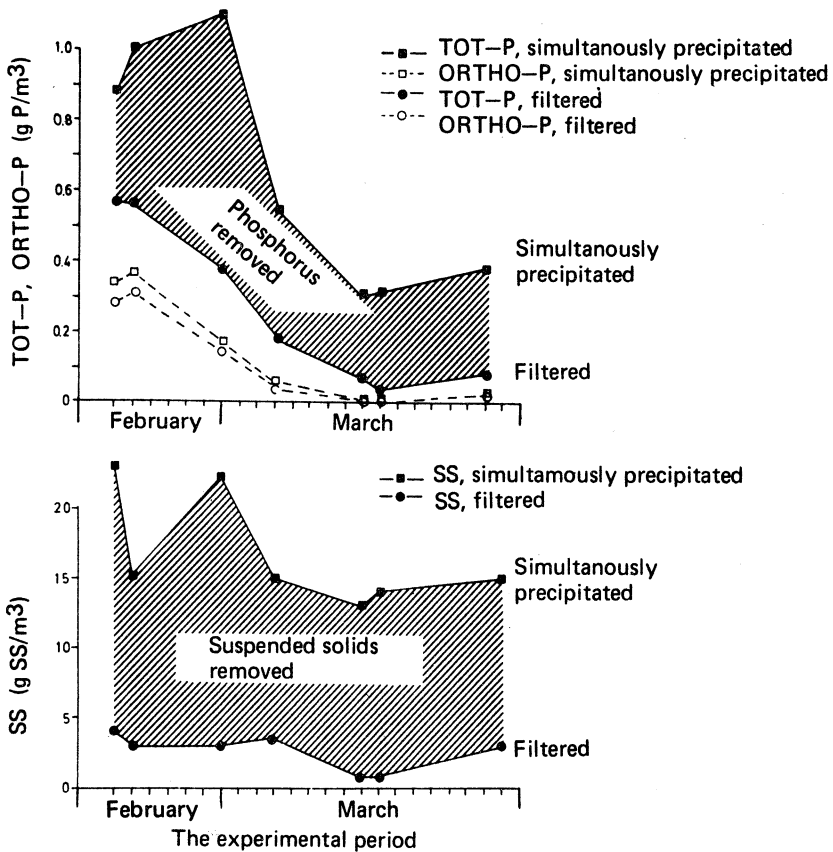 TOT–P, ORTHO–P (g P/m3)
1.0
0.8
0.6
0.4
0.2
0
TOT–P, simultanously precipitated
ORTHO–P, simultanously precipitated
TOT–P, filtered
ORTHO–P, filtered
Phosphorus
removed
Simultanously
precipitated
Filtered
February
March
SS (g SS/m3)
20
15
10
5
0
SS, simultamously precipitated
SS, filtered
Simultanously
precipitated
Suspended solids
removed
Filtered
February
March
The experimental period